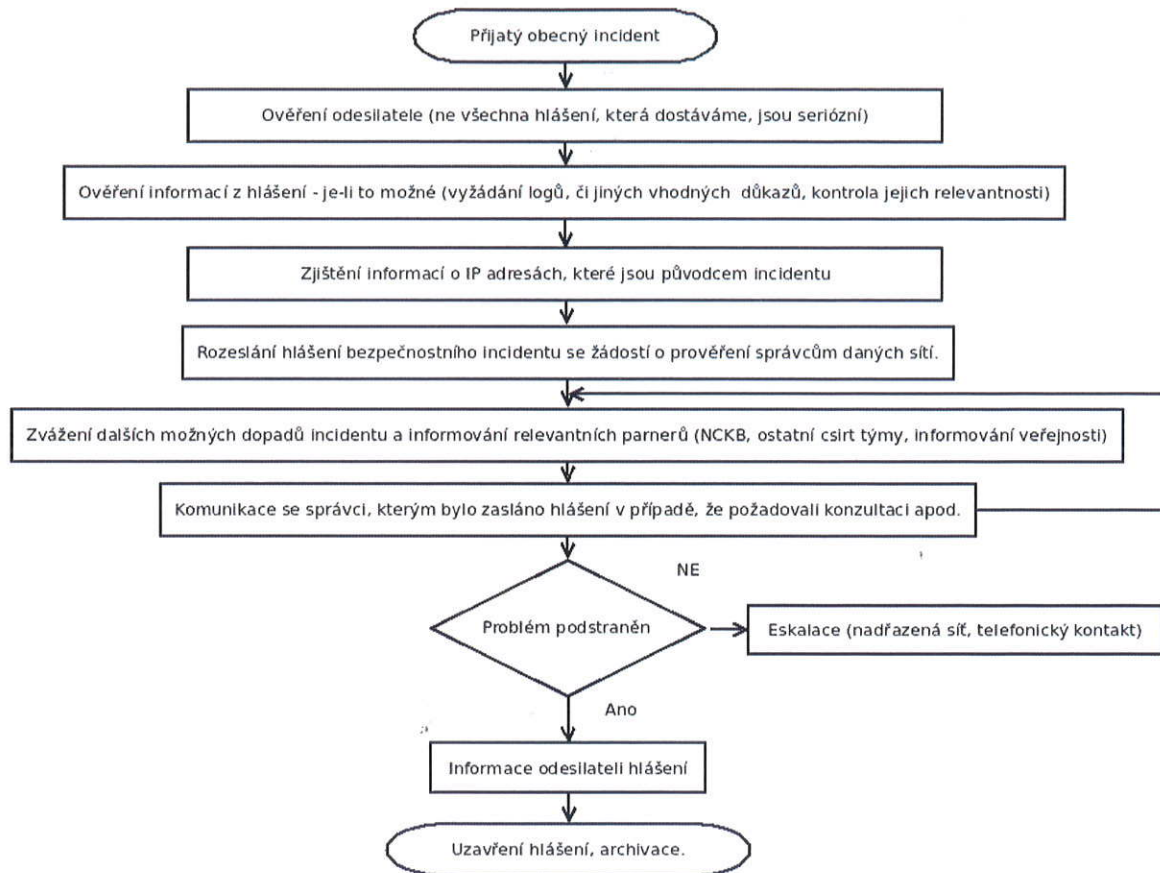 Přijatý obecný incident
Ověření odesilatele (ne všechna hlášení, která dostáváme, jsou seriózní)
Ověření informací z hlášení - je-li to možné (vyžádání logů, či jiných vhodných důkazů, kontrola jejich relevantnosti)
Zjištění informací o IP adresách, které jsou původcem incidentu
Rozeslání hlášení bezpečnostního incidentu se žádostí o prověření správcům daných sítí.
Zvážení dalších možných dopadů incidentu a informování relevantních parnerů (NCKB, ostatní csirt týmy, informování veřejnosti)
Komunikace se správci, kterým bylo zasláno hlášení v případě, že požadovali konzultaci apod.
NE
Problém podstraněn
Eskalace (nadřazená síť, telefonický kontakt)
Ano
Informace odesilateli hlášení
Uzavření hlášení, archivace.